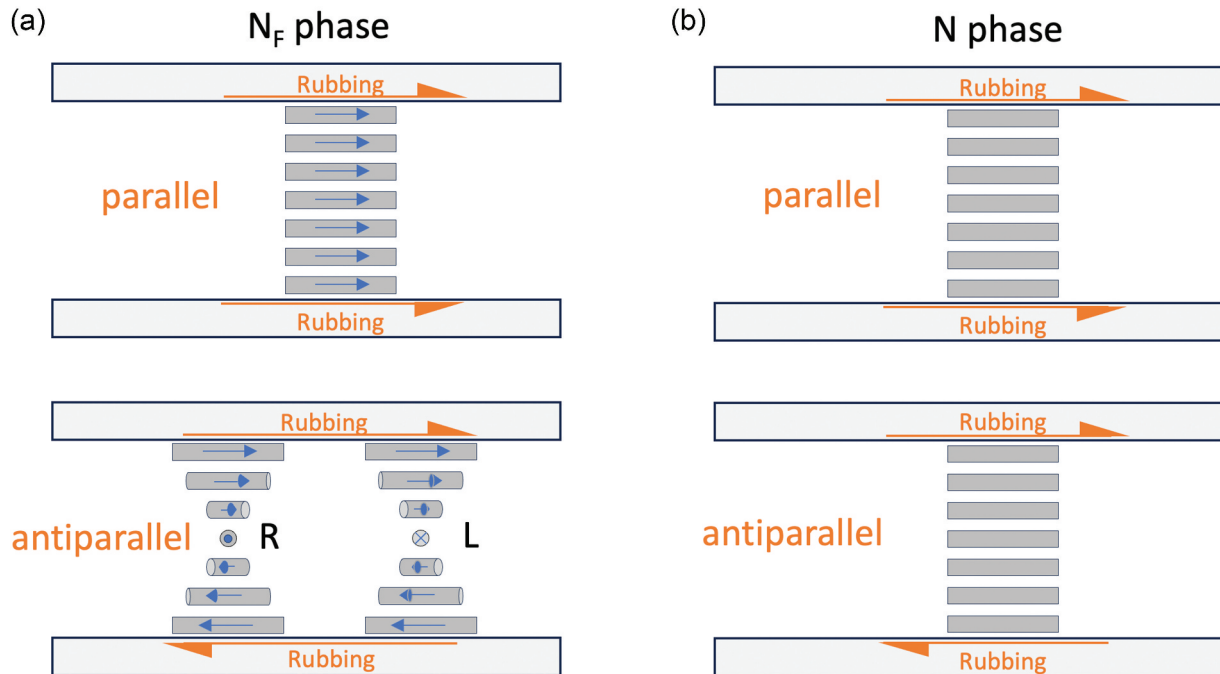 (a)
N_F phase
Rubbing
parallel
Rubbing
Rubbing
antiparallel
R
L
Rubbing
(b)
N phase
Rubbing
parallel
Rubbing
Rubbing
antiparallel
Rubbing